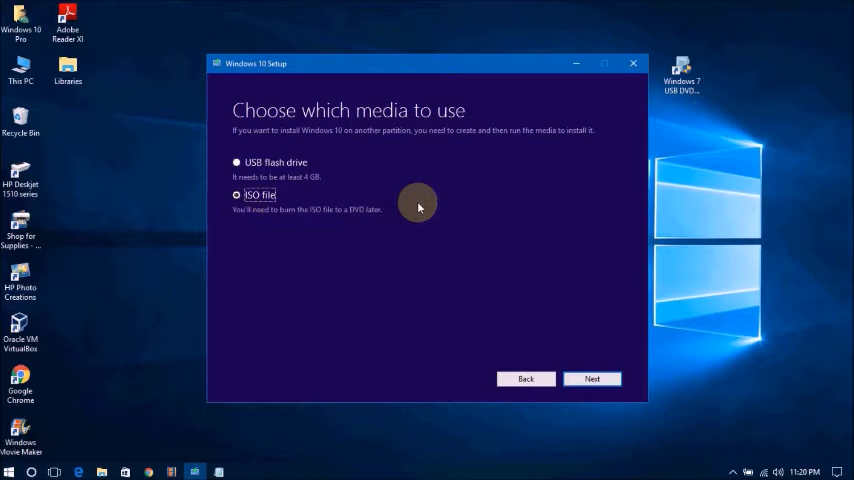 Windows 10
Pro
Adobe
Reader XI
This PC
Libraries
Recycle Bin
HP Deskjet
1510 series
Shop for
Supplies - ...
HP Photo
Creations
Oracle VM
VirtualBox
Google
Chrome
Windows
Movie Maker
Windows 7
USB DVD...
Windows 10 Setup
Choose which media to use
If you want to install Windows 10 on another partition, you need to create and then run the media to install it.
USB flash drive
It needs to be at least 4 GB.
ISO file
You'll need to burn the ISO file to a DVD later.
Back
Next
11:20 PM